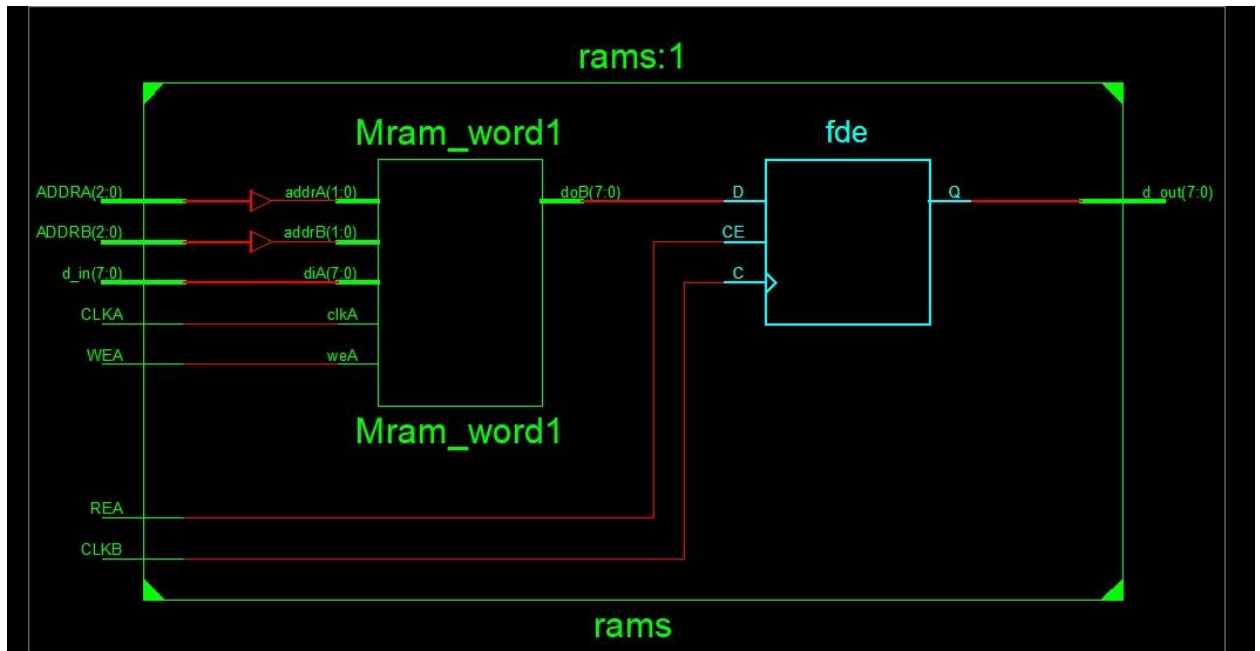 rams:1
Mram_word1
fde
ADDRA(2:0)
addrA(1:0)
doB(7:0)
D
Q
d_out(7:0)
ADDRB(2:0)
addrB(1:0)
CE
d_in(7:0)
diA(7:0)
C
CLKA
clkA
WEA
weA
Mram_word1
REA
CLKB
rams